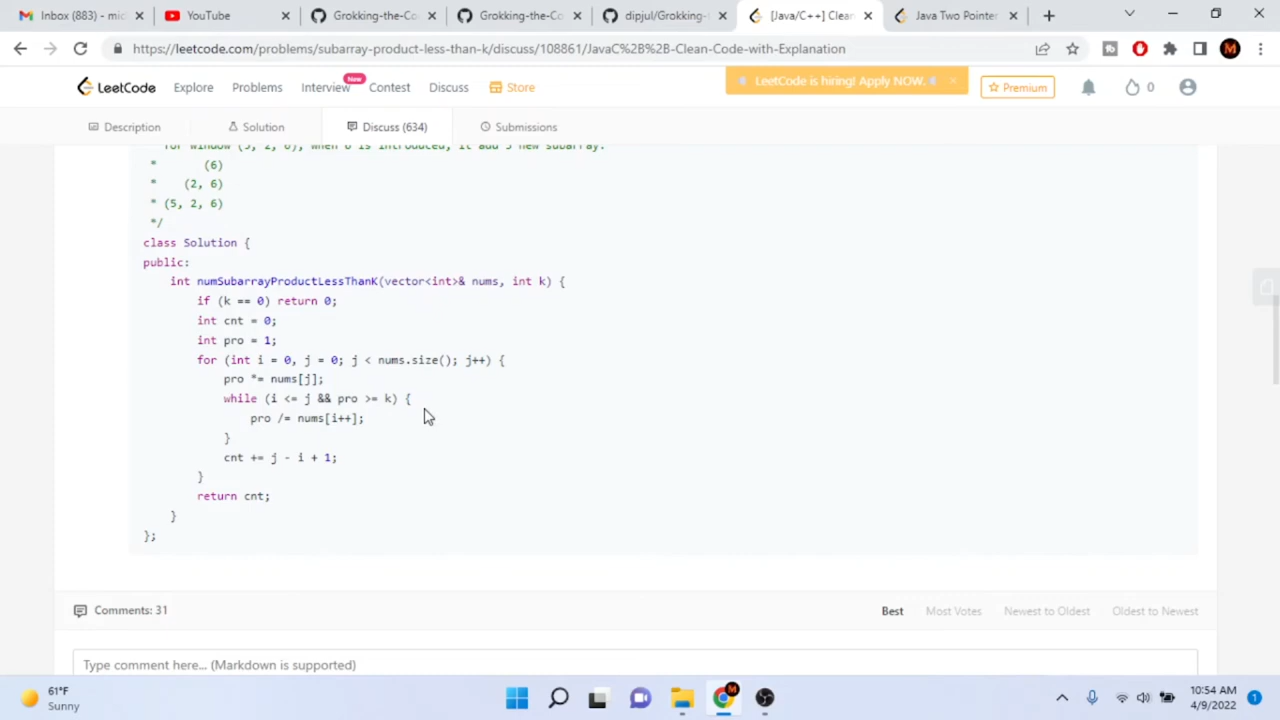 Inbox (883) - mic
YouTube
Grokking-the-Co
Grokking-the-Co
dipjul/Grokking-
[Java/C++] Clean
Java Two Pointer
https://leetcode.com/problems/subarray-product-less-than-k/discuss/108861/JavaC%2B%2B-Clean-Code-with-Explanation
M
LeetCode
Explore
Problems
Interview
New
Contest
Discuss
Store
LeetCode is hiring! Apply NOW.
Premium
0
Description
Solution
Discuss (634)
Submissions
* (6)
* (2, 6)
* (5, 2, 6)
*/
class Solution {
public:
int numSubarrayProductLessThanK(vector<int>& nums, int k) {
if (k == 0) return 0;
int cnt = 0;
int pro = 1;
for (int i = 0, j = 0; j < nums.size(); j++) {
pro *= nums[j];
while (i <= j && pro >= k) {
pro /= nums[i++];
}
cnt += j - i + 1;
}
return cnt;
}
};
Comments: 31
Best
Most Votes
Newest to Oldest
Oldest to Newest
Type comment here... (Markdown is supported)
61°F
Sunny
M
10:54 AM
4/9/2022
1